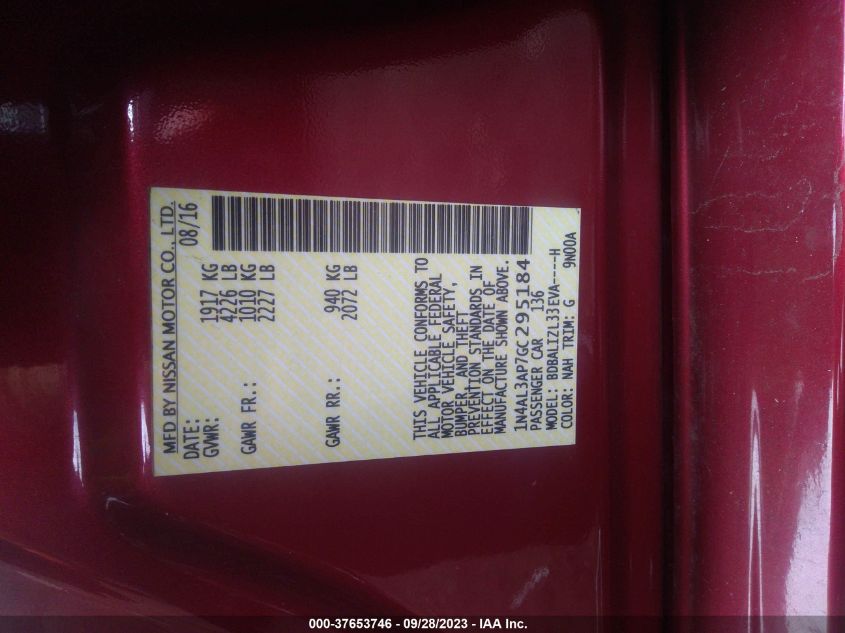 MFD BY NISSAN MOTOR CO., LTD.
DATE: 08/16
GVWR: 1917 KG
4226 LB
GAWR FR.: 1010 KG
2227 LB
GAWR RR.: 940 KG
2072 LB
THIS VEHICLE CONFORMS TO
ALL APPLICABLE FEDERAL
MOTOR VEHICLE SAFETY,
BUMPER, AND THEFT
PREVENTION STANDARDS IN
EFFECT ON THE DATE OF
MANUFACTURE SHOWN ABOVE.
1N4AL3AP7GC295184
PASSENGER CAR 136
MODEL: BDBALIZL33EVA-----H
COLOR: NAH TRIM: G 9N00A
000-37653746 - 09/28/2023 - IAA Inc.